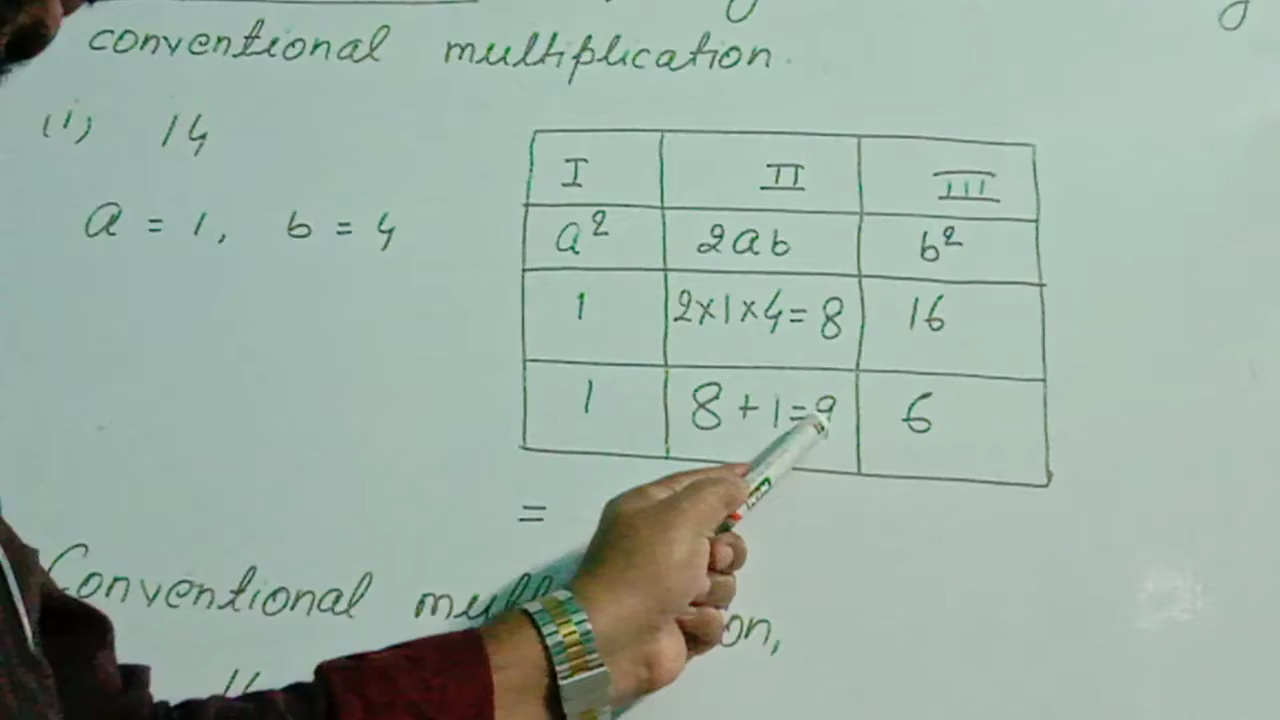 conventional multiplication.
(i) 14
a = 1, b = 4
I II III
a² 2ab b²
1 2×1×4=8 16
1 8+1=9 6
=
Conventional